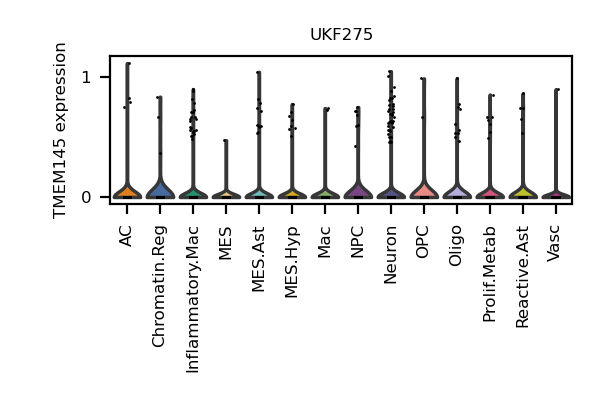 UKF275
TMEM145 expression
1
0
AC
Chromatin.Reg
Inflammatory.Mac
MES
MES.Ast
MES.Hyp
Mac
NPC
Neuron
OPC
Oligo
Prolif.Metab
Reactive.Ast
Vasc